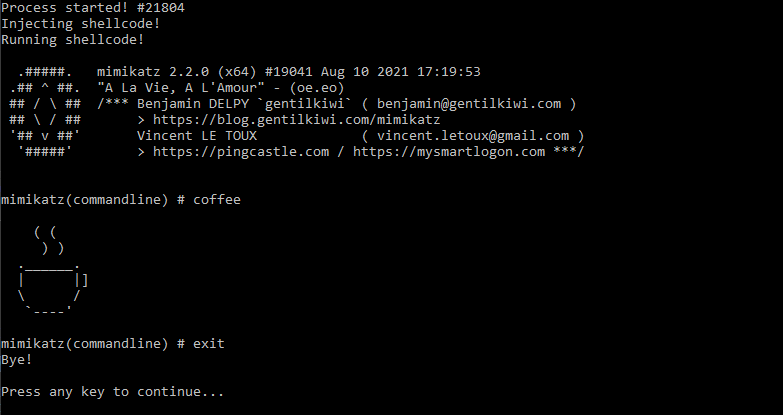 Process started! #21804
Injecting shellcode!
Running shellcode!

  .#####.   mimikatz 2.2.0 (x64) #19041 Aug 10 2021 17:19:53
 .## ^ ##.  "A La Vie, A L'Amour" - (oe.eo)
 ## / \ ##  /*** Benjamin DELPY `gentilkiwi` ( benjamin@gentilkiwi.com )
 ## \ / ##       > https://blog.gentilkiwi.com/mimikatz
 '## v ##'       Vincent LE TOUX             ( vincent.letoux@gmail.com )
  '#####'        > https://pingcastle.com / https://mysmartlogon.com ***/

mimikatz(commandline) # coffee

    ( (
     ) )
  .______.
  |      |]
  \      /
   `----'

mimikatz(commandline) # exit
Bye!

Press any key to continue...